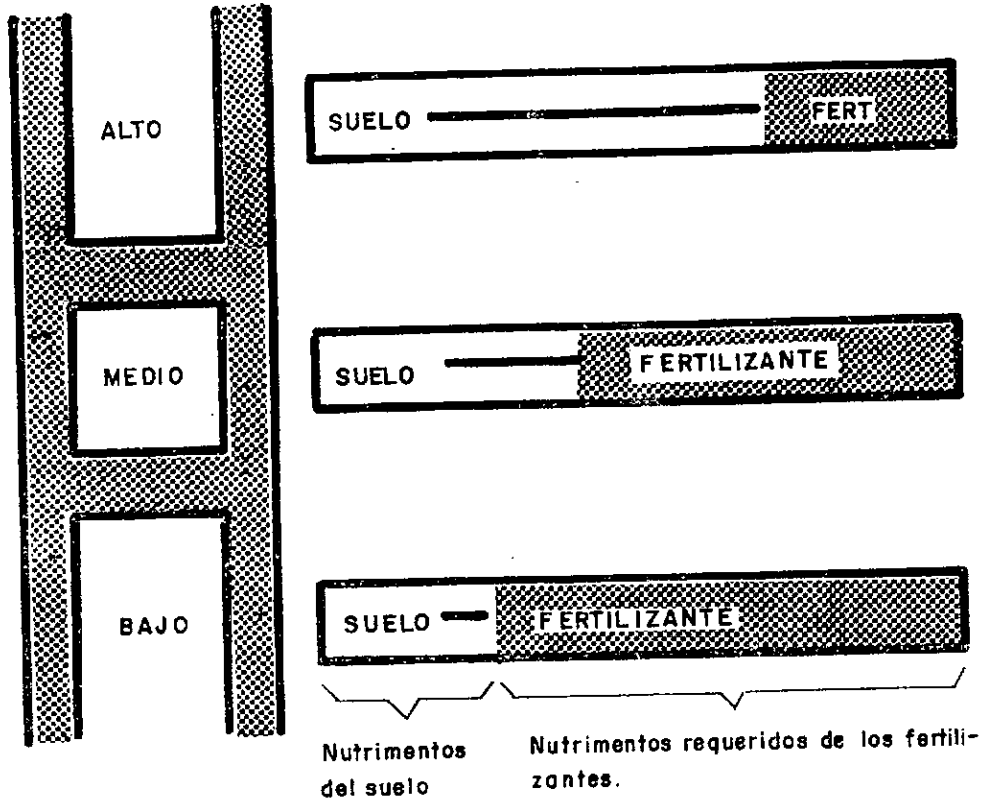 ALTO
SUELO
FERT
MEDIO
SUELO
FERTILIZANTE
BAJO
SUELO
FERTILIZANTE
Nutrimentos
del suelo
Nutrimentos requeridos de los fertili-
zantes.